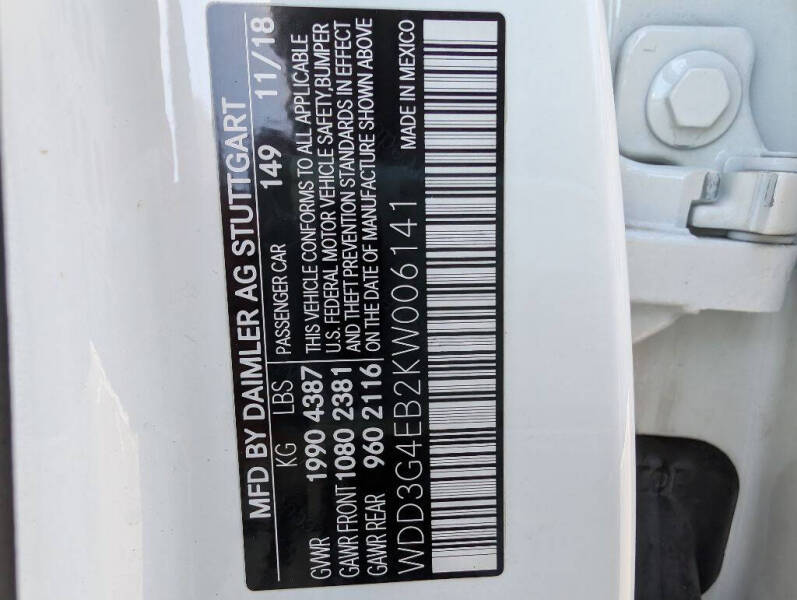 MFD BY DAIMLER AG STUTTGART 11/18
KG LBS PASSENGER CAR 149
GVWR 1990 4387 THIS VEHICLE CONFORMS TO ALL APPLICABLE
GAWR FRONT 1080 2381 U.S. FEDERAL MOTOR VEHICLE SAFETY,BUMPER
GAWR REAR 960 2116 AND THEFT PREVENTION STANDARDS IN EFFECT
ON THE DATE OF MANUFACTURE SHOWN ABOVE
WDD3G4EB2KW006141 MADE IN MEXICO